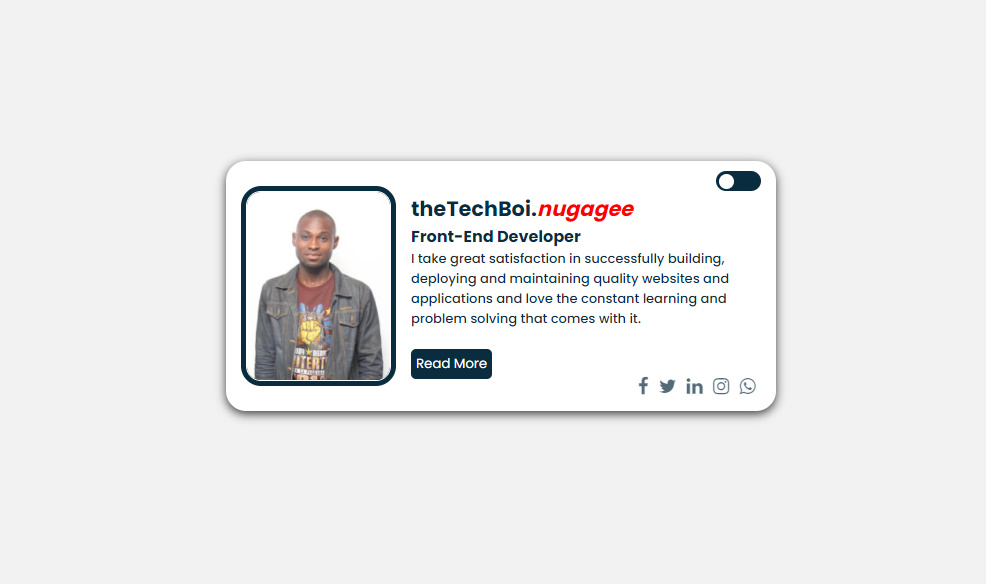 theTechBoi.nugagee
Front-End Developer
I take great satisfaction in successfully building,
deploying and maintaining quality websites and
applications and love the constant learning and
problem solving that comes with it.
Read More